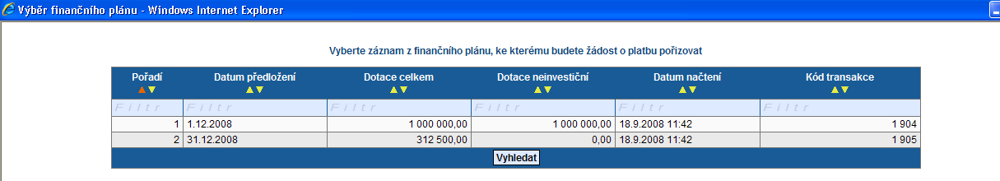 Výběr finančního plánu - Windows Internet Explorer
Vyberte záznam z finančního plánu, ke kterému budete žádost o platbu pořizovat
Pořadí Datum předložení Dotace celkem Dotace neinvestiční Datum načtení Kód transakce
Filtr Filtr Filtr Filtr Filtr Filtr
1 1.12.2008 1 000 000,00 1 000 000,00 18.9.2008 11:42 1 904
2 31.12.2008 312 500,00 0,00 18.9.2008 11:42 1 905
Vyhledat